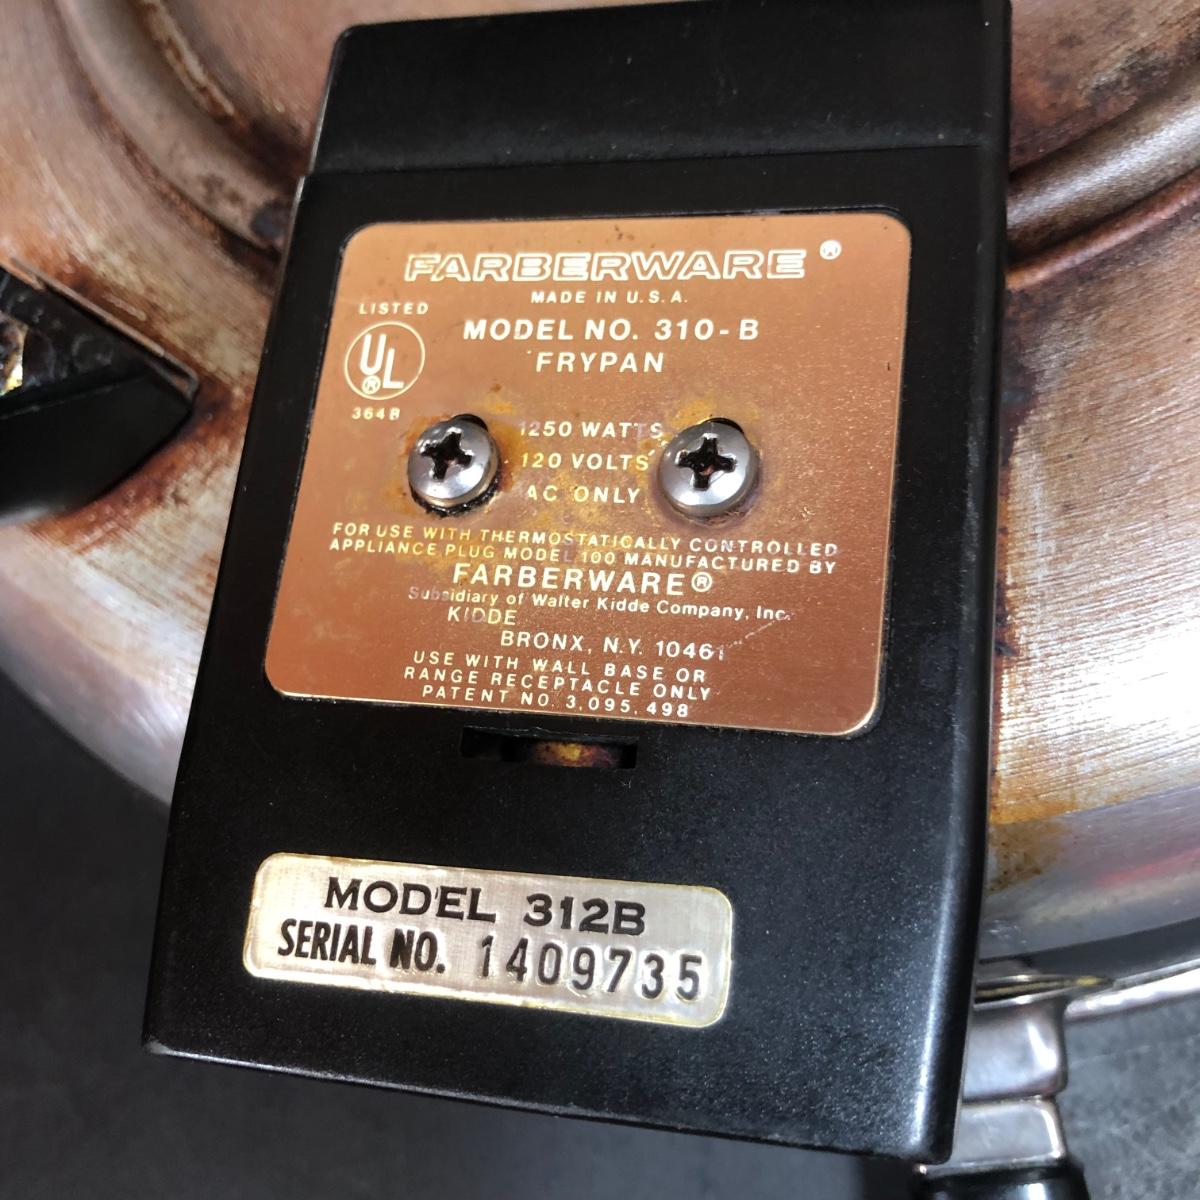 FARBERWARE ®
MADE IN U.S.A.
LISTED
UL ®
364B
MODEL NO. 310-B
FRYPAN
1250 WATTS
120 VOLTS
AC ONLY
FOR USE WITH THERMOSTATICALLY CONTROLLED
APPLIANCE PLUG MODEL 100 MANUFACTURED BY
FARBERWARE®
Subsidiary of Walter Kidde Company, Inc.
KIDDE
BRONX, N.Y. 10461
USE WITH WALL BASE OR
RANGE RECEPTACLE ONLY
PATENT NO. 3,095,498
MODEL 312B
SERIAL NO. 1409735